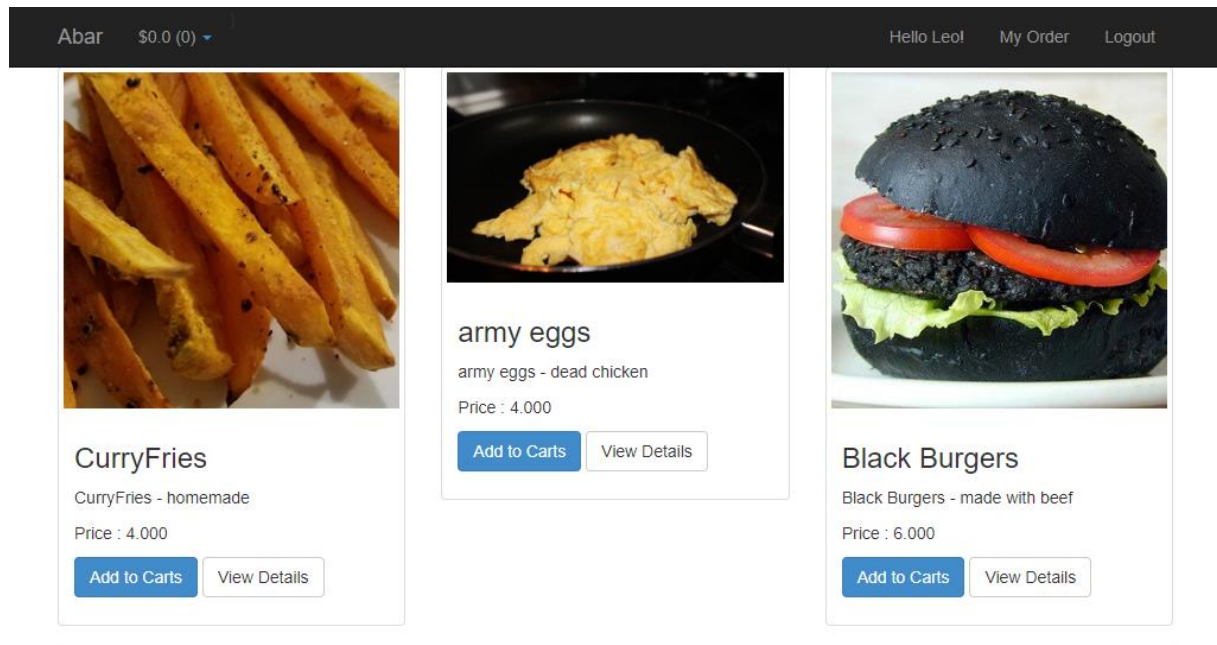 Abar $0.0 (0) Hello Leo! My Order Logout
CurryFries
CurryFries - homemade
Price : 4.000
Add to Carts View Details
army eggs
army eggs - dead chicken
Price : 4.000
Add to Carts View Details
Black Burgers
Black Burgers - made with beef
Price : 6.000
Add to Carts View Details